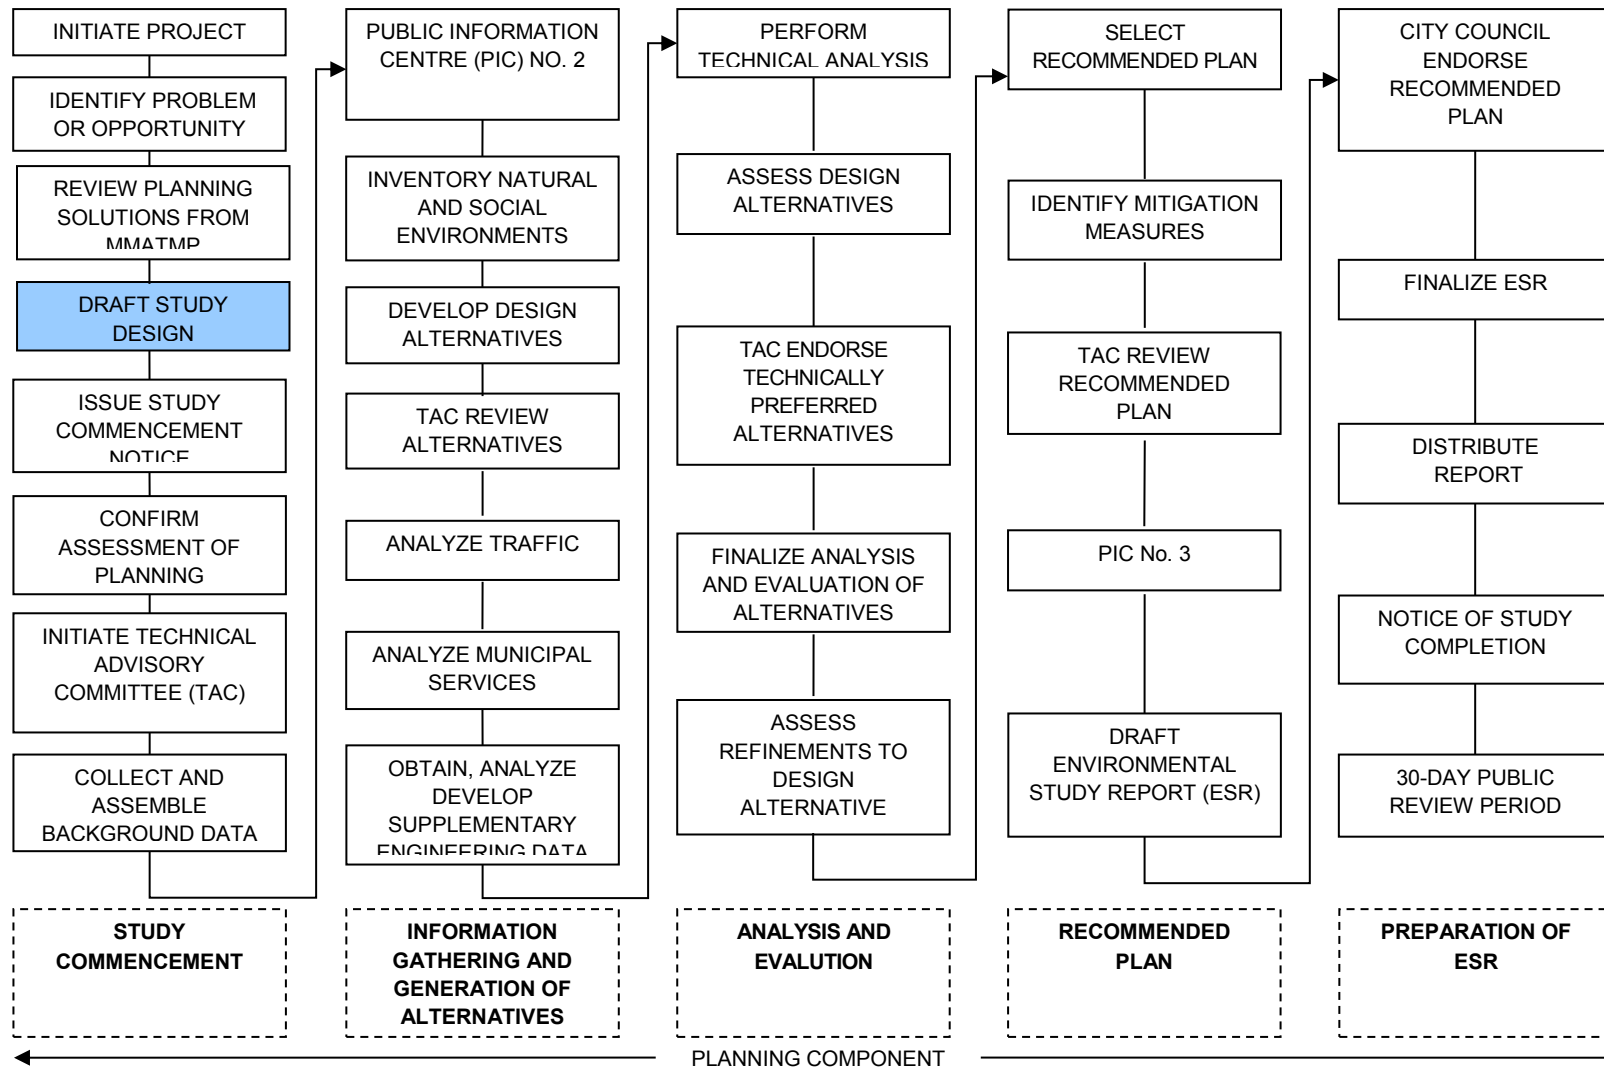 INITIATE PROJECT
IDENTIFY PROBLEM
OR OPPORTUNITY
REVIEW PLANNING
SOLUTIONS FROM
MMATMP
DRAFT STUDY
DESIGN
ISSUE STUDY
COMMENCEMENT
NOTICE
CONFIRM
ASSESSMENT OF
PLANNING
INITIATE TECHNICAL
ADVISORY
COMMITTEE (TAC)
COLLECT AND
ASSEMBLE
BACKGROUND DATA
STUDY
COMMENCEMENT
PUBLIC INFORMATION
CENTRE (PIC) NO. 2
INVENTORY NATURAL
AND SOCIAL
ENVIRONMENTS
DEVELOP DESIGN
ALTERNATIVES
TAC REVIEW
ALTERNATIVES
ANALYZE TRAFFIC
ANALYZE MUNICIPAL
SERVICES
OBTAIN, ANALYZE
DEVELOP
SUPPLEMENTARY
ENGINEERING DATA
INFORMATION
GATHERING AND
GENERATION OF
ALTERNATIVES
PERFORM
TECHNICAL ANALYSIS
ASSESS DESIGN
ALTERNATIVES
TAC ENDORSE
TECHNICALLY
PREFERRED
ALTERNATIVES
FINALIZE ANALYSIS
AND EVALUATION OF
ALTERNATIVES
ASSESS
REFINEMENTS TO
DESIGN
ALTERNATIVE
ANALYSIS AND
EVALUTION
SELECT
RECOMMENDED PLAN
IDENTIFY MITIGATION
MEASURES
TAC REVIEW
RECOMMENDED
PLAN
PIC No. 3
DRAFT
ENVIRONMENTAL
STUDY REPORT (ESR)
RECOMMENDED
PLAN
CITY COUNCIL
ENDORSE
RECOMMENDED
PLAN
FINALIZE ESR
DISTRIBUTE
REPORT
NOTICE OF STUDY
COMPLETION
30-DAY PUBLIC
REVIEW PERIOD
PREPARATION OF
ESR
PLANNING COMPONENT